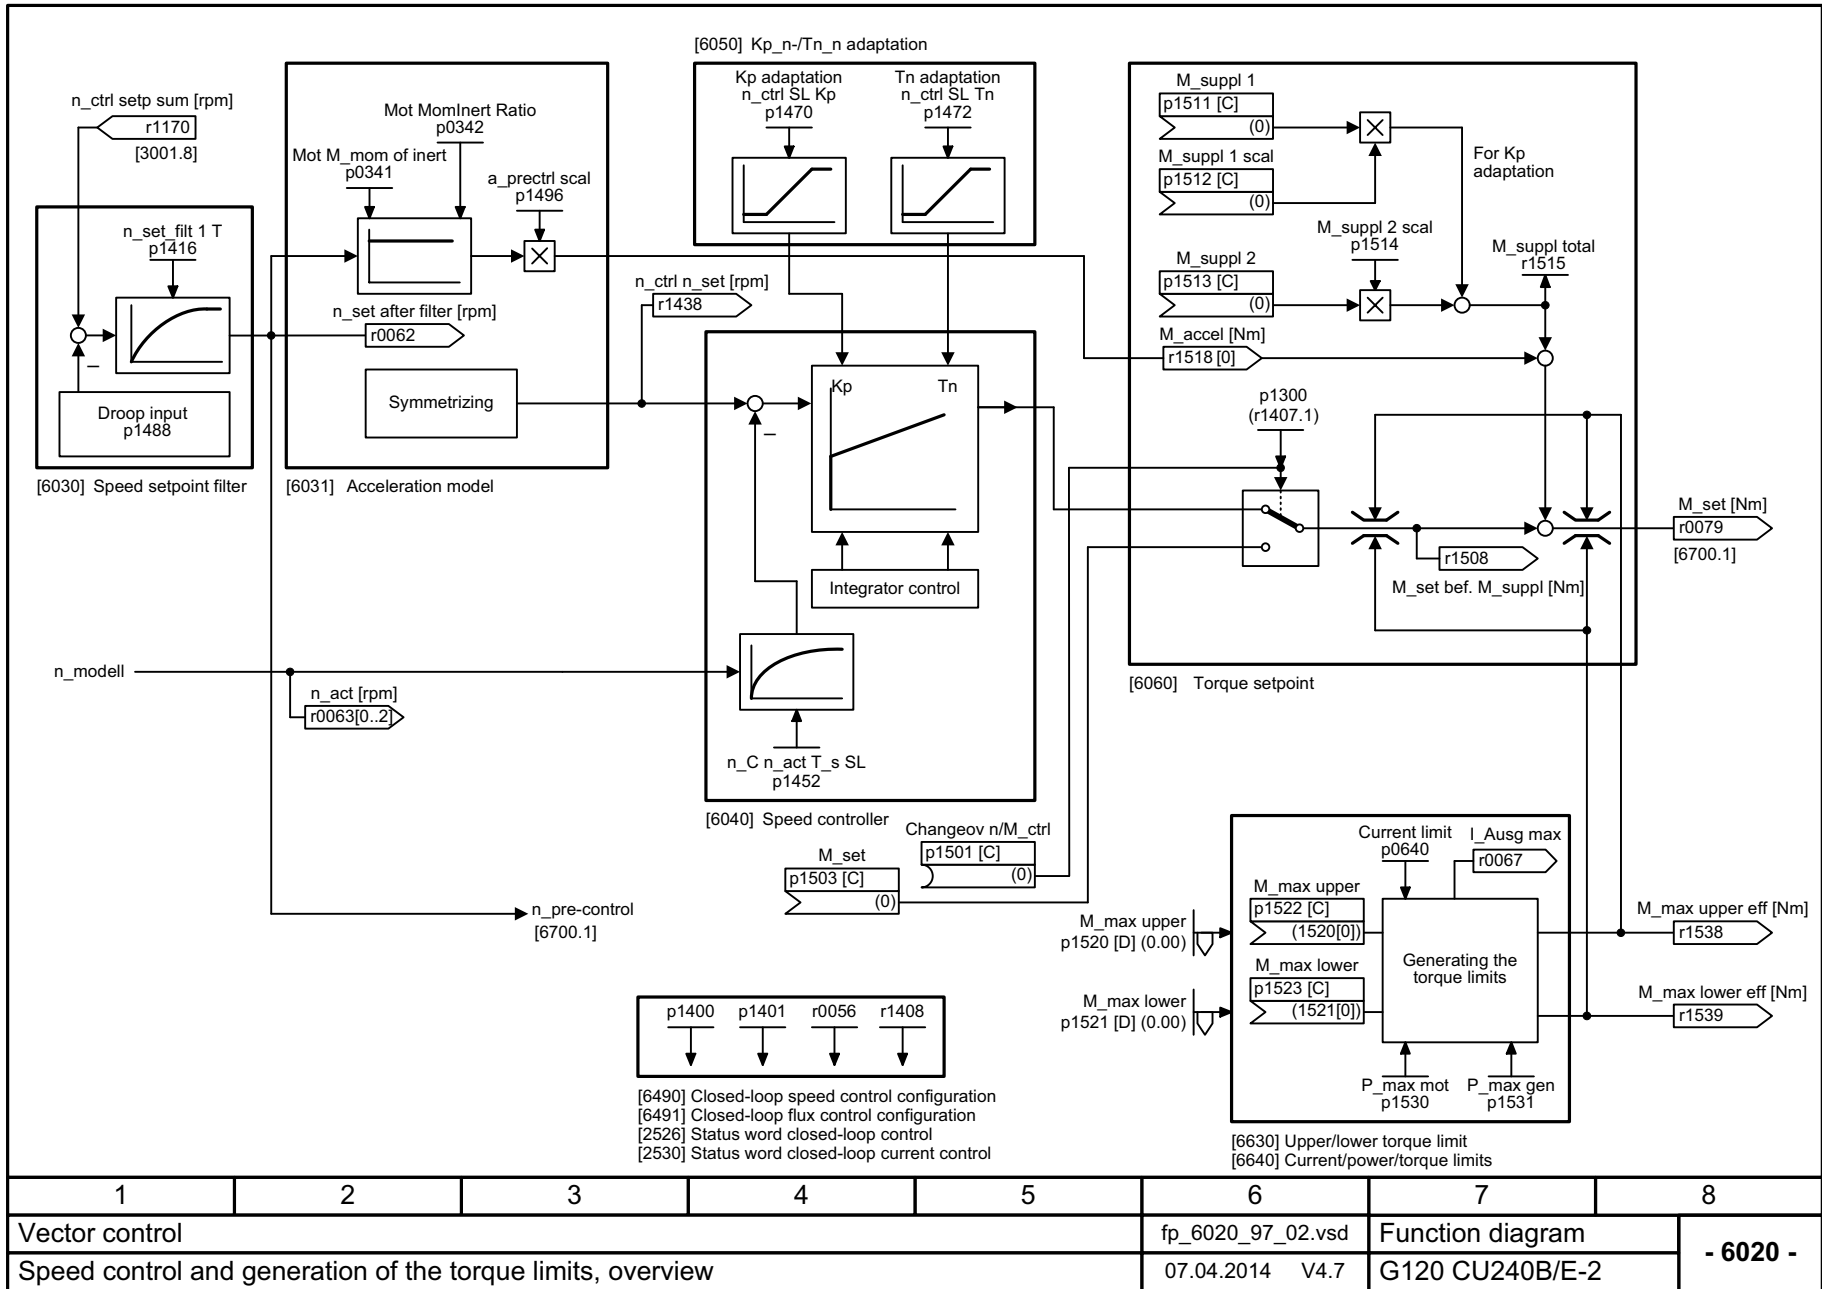 n_ctrl setp sum [rpm]
r1170
[3001.8]
n_set_filt 1 T
p1416
–
Droop input
p1488
[6030] Speed setpoint filter
Mot MomInert Ratio
p0342
Mot M_mom of inert
p0341
a_prectrl scal
p1496
n_set after filter [rpm]
r0062
Symmetrizing
[6031] Acceleration model
[6050] Kp_n-/Tn_n adaptation
Kp adaptation
n_ctrl SL Kp
p1470
Tn adaptation
n_ctrl SL Tn
p1472
n_ctrl n_set [rpm]
r1438
Kp
Tn
–
Integrator control
n_modell
n_act [rpm]
r0063[0..2]
n_C n_act T_s SL
p1452
[6040] Speed controller
M_suppl 1
p1511 [C]
(0)
M_suppl 1 scal
p1512 [C]
(0)
For Kp
adaptation
M_suppl 2 scal
p1514
M_suppl 2
p1513 [C]
(0)
M_suppl total
r1515
M_accel [Nm]
r1518 [0]
p1300
(r1407.1)
r1508
M_set bef. M_suppl [Nm]
M_set [Nm]
r0079
[6700.1]
[6060] Torque setpoint
Changeov n/M_ctrl
p1501 [C]
(0)
M_set
p1503 [C]
(0)
n_pre-control
[6700.1]
M_max upper
p1520 [D] (0.00)
M_max lower
p1521 [D] (0.00)
Current limit
p0640
I_Ausg max
r0067
M_max upper
p1522 [C]
(1520[0])
M_max lower
p1523 [C]
(1521[0])
Generating the
torque limits
P_max mot
p1530
P_max gen
p1531
M_max upper eff [Nm]
r1538
M_max lower eff [Nm]
r1539
[6630] Upper/lower torque limit
[6640] Current/power/torque limits
p1400 p1401 r0056 r1408
[6490] Closed-loop speed control configuration
[6491] Closed-loop flux control configuration
[2526] Status word closed-loop control
[2530] Status word closed-loop current control
1 2 3 4 5 6 7 8
Vector control
fp_6020_97_02.vsd
Function diagram
- 6020 -
Speed control and generation of the torque limits, overview
07.04.2014 V4.7
G120 CU240B/E-2